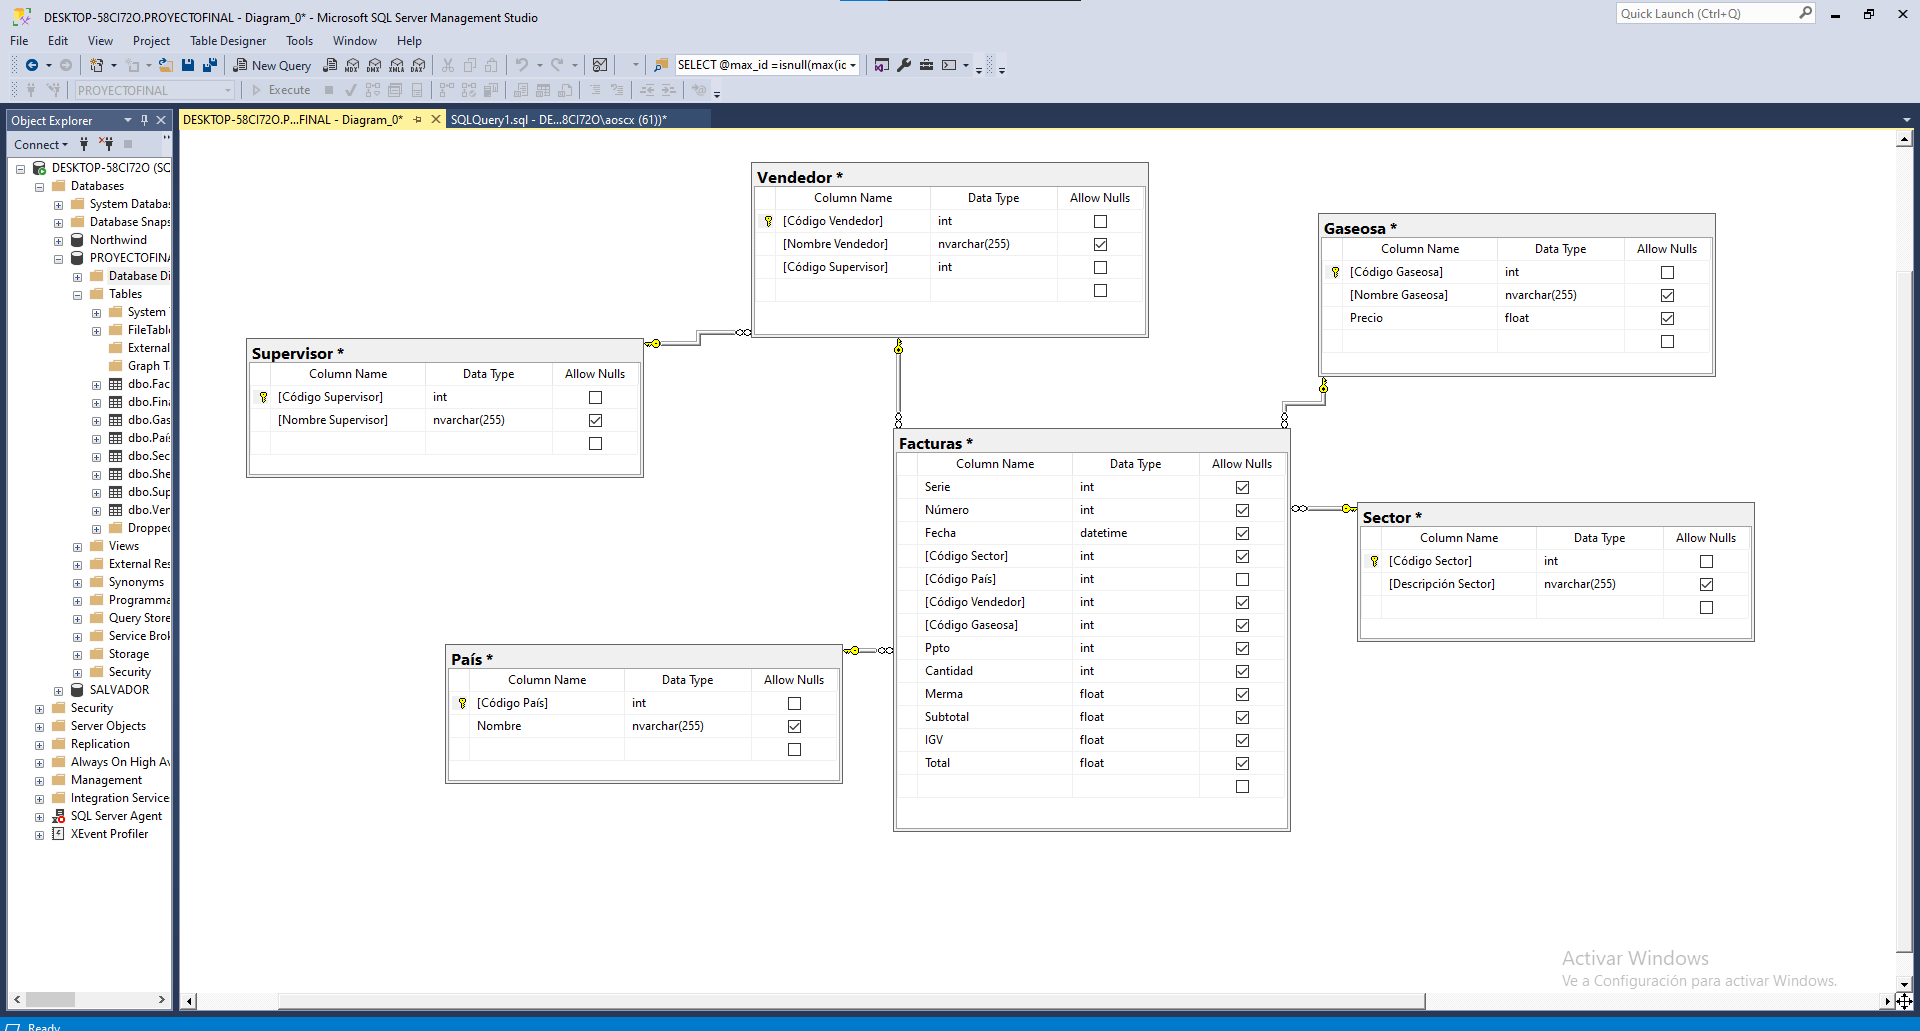 DESKTOP-58CI72O.PROYECTOFINAL - Diagram_0* - Microsoft SQL Server Management Studio
Quick Launch (Ctrl+Q)
File Edit View Project Table Designer Tools Window Help
New Query
MDX DMX XMLA DAX
SELECT @max_id =isnull(max(ic
PROYECTOFINAL
Execute
Object Explorer
DESKTOP-58CI72O.P...FINAL - Diagram_0*
SQLQuery1.sql - DE...8CI72O\aoscx (61))*
Connect
DESKTOP-58CI72O (SC
Databases
System Databa
Database Snap
Northwind
PROYECTOFINA
Database Di
Tables
System
FileTabl
External
Graph T
dbo.Fac
dbo.Fina
dbo.Gas
dbo.Paí
dbo.Sec
dbo.She
dbo.Sup
dbo.Ver
Dropped
Views
External Res
Synonyms
Programma
Query Store
Service Brok
Storage
Security
SALVADOR
Security
Server Objects
Replication
Always On High Av
Management
Integration Service
SQL Server Agent
XEvent Profiler
Vendedor *
Column Name Data Type Allow Nulls
[Código Vendedor] int
[Nombre Vendedor] nvarchar(255)
[Código Supervisor] int
Gaseosa *
Column Name Data Type Allow Nulls
[Código Gaseosa] int
[Nombre Gaseosa] nvarchar(255)
Precio float
Supervisor *
Column Name Data Type Allow Nulls
[Código Supervisor] int
[Nombre Supervisor] nvarchar(255)
Facturas *
Column Name Data Type Allow Nulls
Serie int
Número int
Fecha datetime
[Código Sector] int
[Código País] int
[Código Vendedor] int
[Código Gaseosa] int
Ppto int
Cantidad int
Merma float
Subtotal float
IGV float
Total float
Sector *
Column Name Data Type Allow Nulls
[Código Sector] int
[Descripción Sector] nvarchar(255)
País *
Column Name Data Type Allow Nulls
[Código País] int
Nombre nvarchar(255)
Activar Windows
Ve a Configuración para activar Windows.
Ready